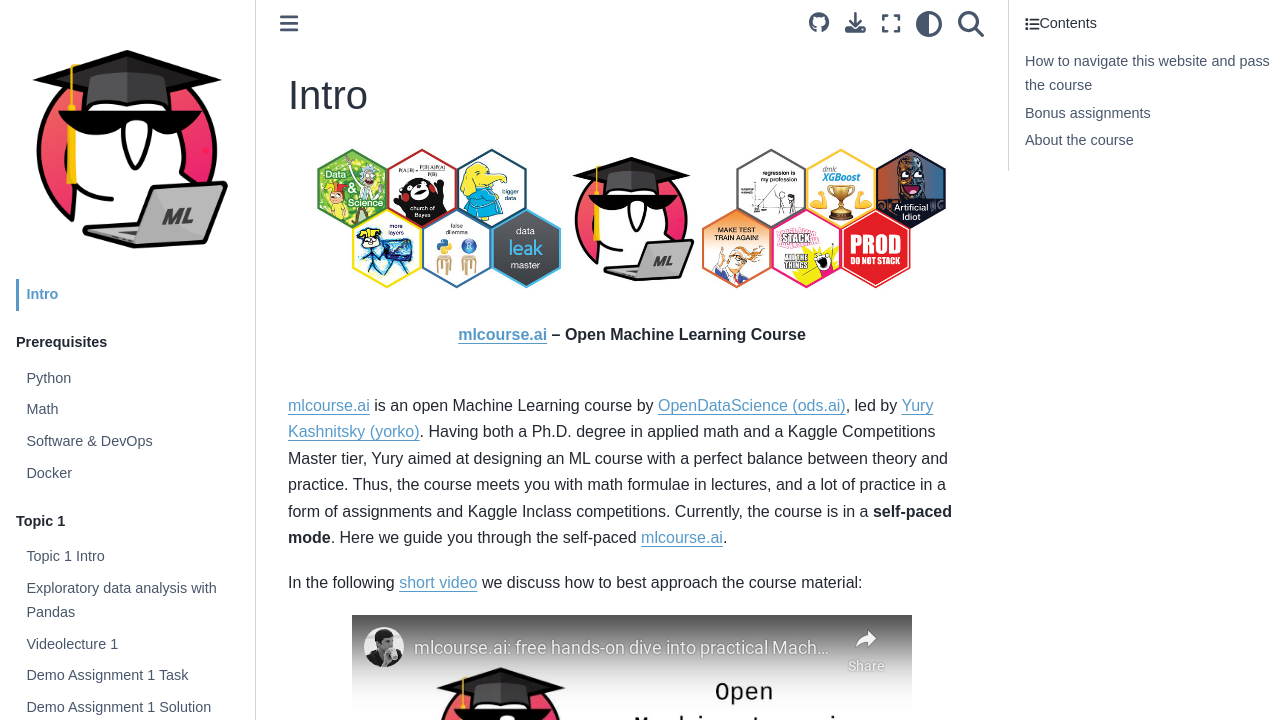 ML
Intro
Prerequisites
Python
Math
Software & DevOps
Docker
Topic 1
Topic 1 Intro
Exploratory data analysis with
Pandas
Videolecture 1
Demo Assignment 1 Task
Demo Assignment 1 Solution
Intro
Data
&
Science
church of
Bayes
bigger
data
more
layers
false
dilemma
data
leak
master
ML
regression is
my profession
dmlc
XGBoost
Artificial
Idiot
MAKE TEST
TRAIN AGAIN!
STACK
ALL THE
THINGS
PROD
DO NOT STACK
mlcourse.ai – Open Machine Learning Course
mlcourse.ai is an open Machine Learning course by OpenDataScience (ods.ai), led by Yury
Kashnitsky (yorko). Having both a Ph.D. degree in applied math and a Kaggle Competitions
Master tier, Yury aimed at designing an ML course with a perfect balance between theory and
practice. Thus, the course meets you with math formulae in lectures, and a lot of practice in a
form of assignments and Kaggle Inclass competitions. Currently, the course is in a self-paced
mode. Here we guide you through the self-paced mlcourse.ai.
In the following short video we discuss how to best approach the course material:
mlcourse.ai: free hands-on dive into practical Mach...
Share
Open
Contents
How to navigate this website and pass
the course
Bonus assignments
About the course